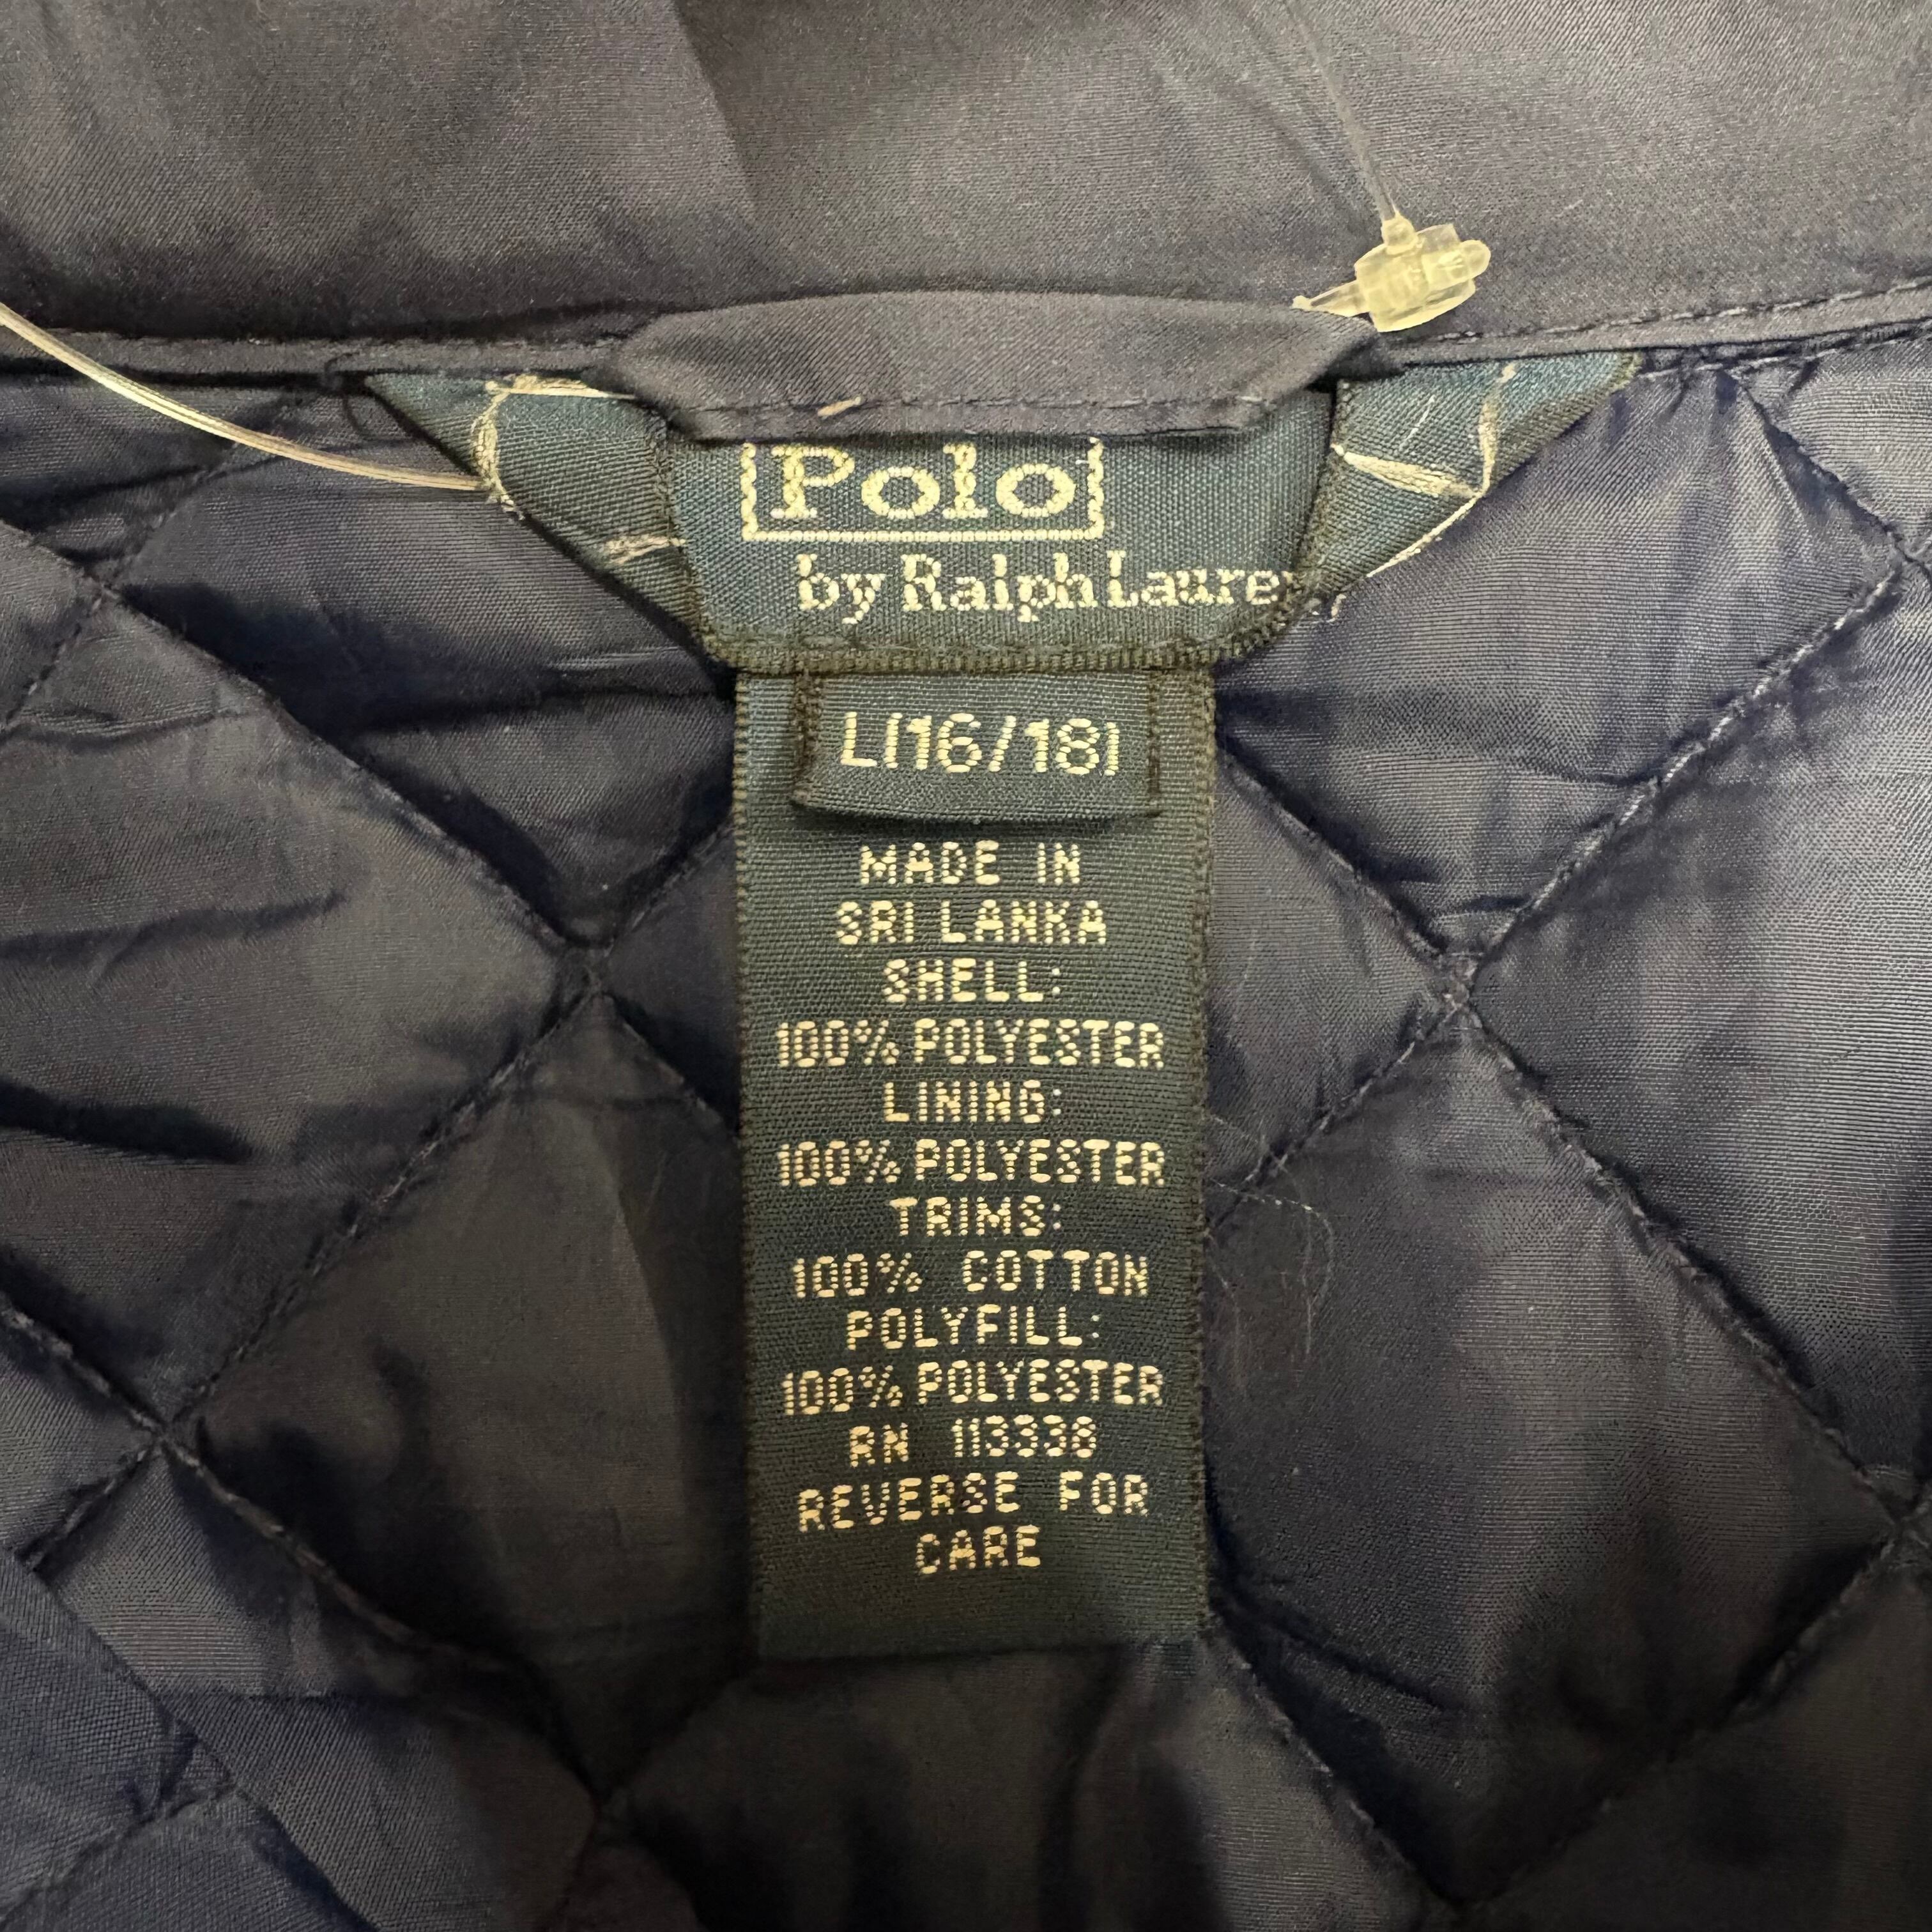 Polo
by Ralph Laure
L(16/18)
MADE IN
SRI LANKA
SHELL:
100% POLYESTER
LINING:
100% POLYESTER
TRIMS:
100% COTTON
POLYFILL:
100% POLYESTER
RN 113338
REVERSE FOR
CARE